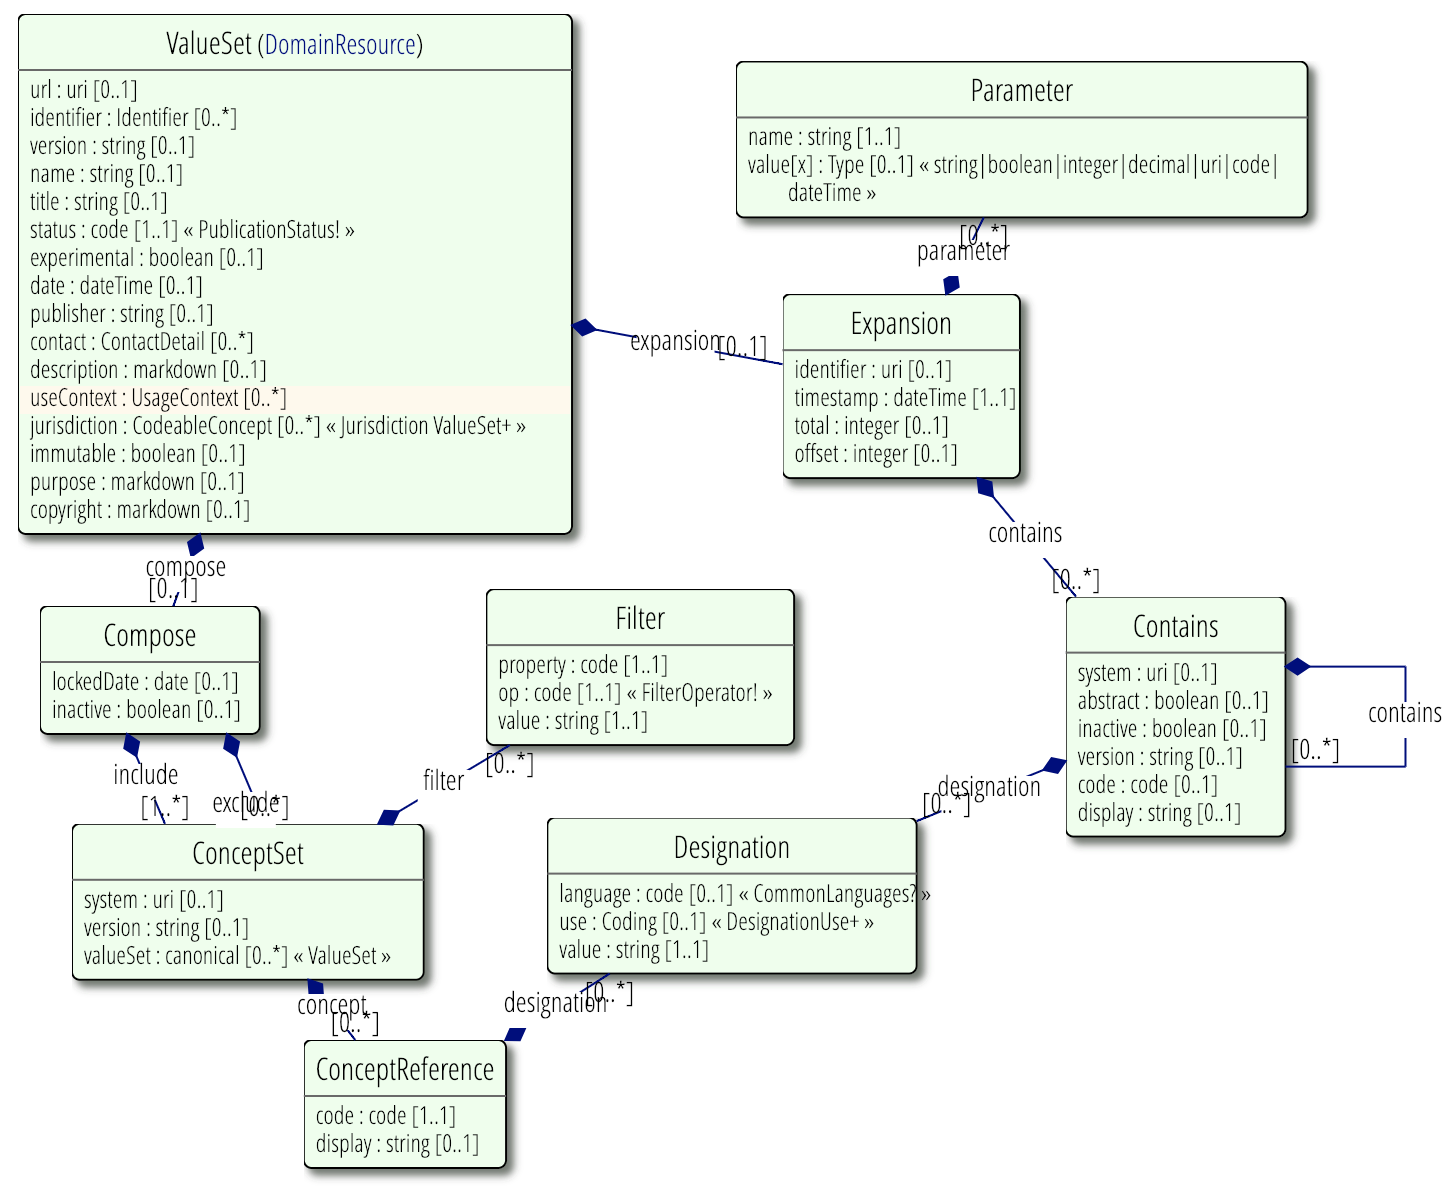 ValueSet (DomainResource)
url : uri [0..1]
identifier : Identifier [0..*]
version : string [0..1]
name : string [0..1]
title : string [0..1]
status : code [1..1] « PublicationStatus! »
experimental : boolean [0..1]
date : dateTime [0..1]
publisher : string [0..1]
contact : ContactDetail [0..*]
description : markdown [0..1]
useContext : UsageContext [0..*]
jurisdiction : CodeableConcept [0..*] « Jurisdiction ValueSet+ »
immutable : boolean [0..1]
purpose : markdown [0..1]
copyright : markdown [0..1]
Parameter
name : string [1..1]
value[x] : Type [0..1] « string|boolean|integer|decimal|uri|code|
dateTime »
[0..*]
parameter
expansion
[0..1]
Expansion
identifier : uri [0..1]
timestamp : dateTime [1..1]
total : integer [0..1]
offset : integer [0..1]
contains
[0..*]
compose
[0..1]
Compose
lockedDate : date [0..1]
inactive : boolean [0..1]
Filter
property : code [1..1]
op : code [1..1] « FilterOperator! »
value : string [1..1]
Contains
system : uri [0..1]
abstract : boolean [0..1]
inactive : boolean [0..1]
version : string [0..1]
code : code [0..1]
display : string [0..1]
contains
[0..*]
include
[1..*]
exclude
[0..*]
filter
[0..*]
designation
[0..*]
ConceptSet
system : uri [0..1]
version : string [0..1]
valueSet : canonical [0..*] « ValueSet »
Designation
language : code [0..1] « CommonLanguages? »
use : Coding [0..1] « DesignationUse+ »
value : string [1..1]
concept
[0..*]
designation
[0..*]
ConceptReference
code : code [1..1]
display : string [0..1]